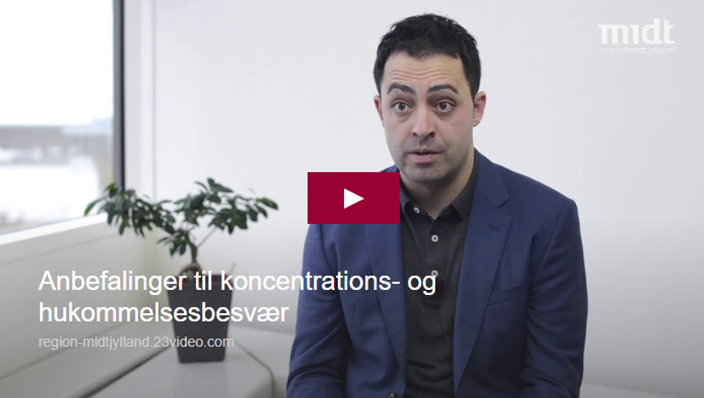 midt
regionmidtjylland
Anbefalinger til koncentrations- og
hukommelsesbesvær
region-midtjylland.23video.com